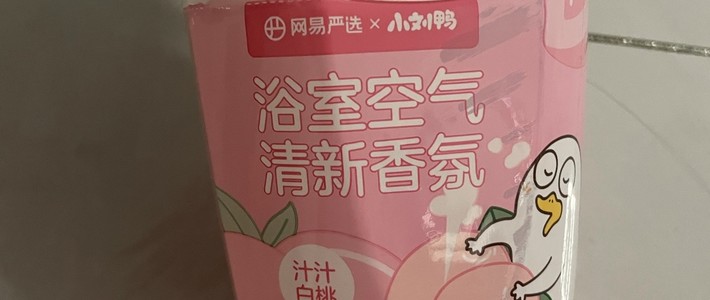 网易严选 × 小刘鸭
浴室空气
清新香氛
汁汁
白桃